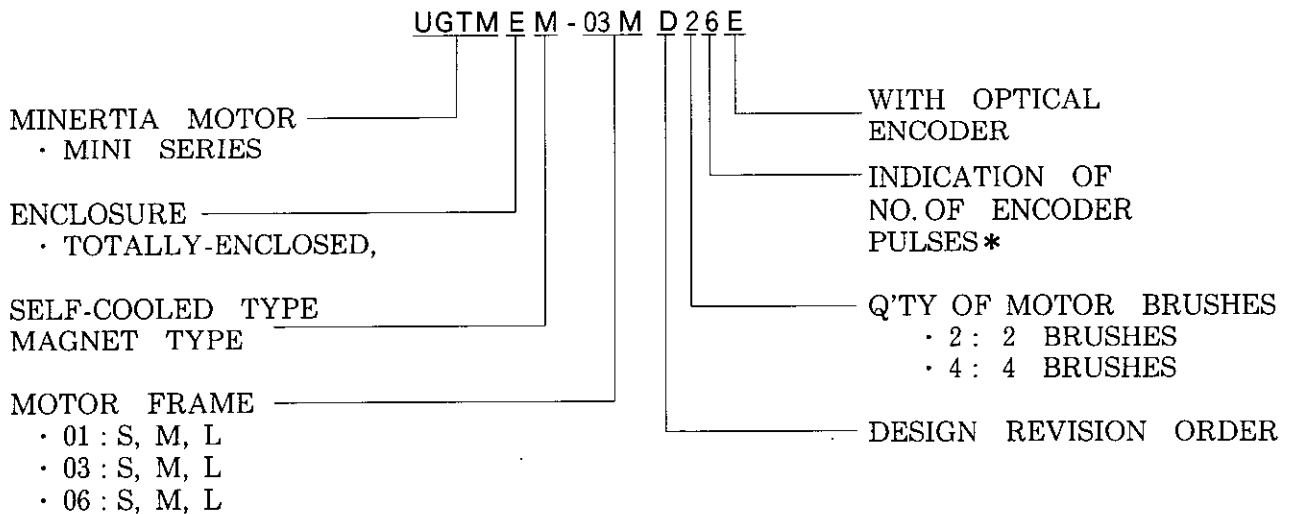 UGTMEM-03M D26E
MINERTIA MOTOR
· MINI SERIES
ENCLOSURE
· TOTALLY-ENCLOSED,
SELF-COOLED TYPE
MAGNET TYPE
MOTOR FRAME
· 01 : S, M, L
· 03 : S, M, L
· 06 : S, M, L
WITH OPTICAL
ENCODER
INDICATION OF
NO. OF ENCODER
PULSES*
Q'TY OF MOTOR BRUSHES
· 2 : 2 BRUSHES
· 4 : 4 BRUSHES
DESIGN REVISION ORDER